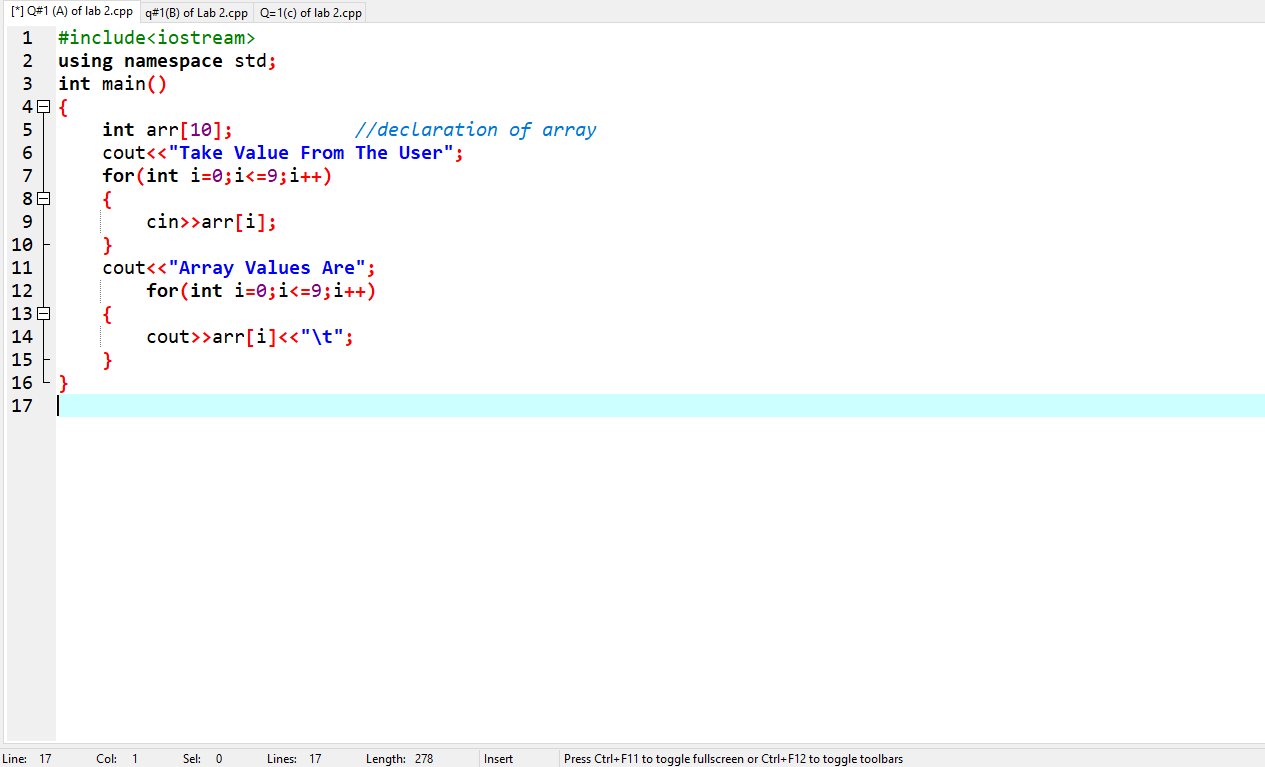 [*] Q#1 (A) of lab 2.cpp q#1(B) of Lab 2.cpp Q=1(c) of lab 2.cpp
1 #include<iostream>
2 using namespace std;
3 int main()
4 {
5 int arr[10]; //declaration of array
6 cout<<"Take Value From The User";
7 for(int i=0;i<=9;i++)
8 {
9 cin>>arr[i];
10 }
11 cout<<"Array Values Are";
12 for(int i=0;i<=9;i++)
13 {
14 cout>>arr[i]<<"\t";
15 }
16 }
17
Line: 17 Col: 1 Sel: 0 Lines: 17 Length: 278 Insert Press Ctrl+F11 to toggle fullscreen or Ctrl+F12 to toggle toolbars